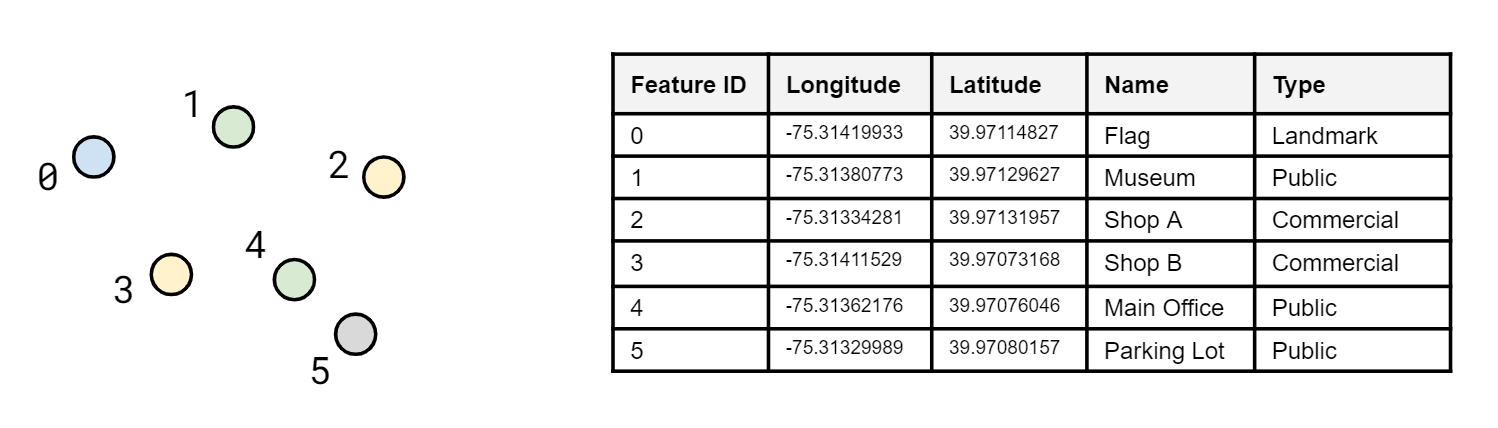 1
0
2
4
3
5
Feature ID Longitude Latitude Name Type
0 -75.31419933 39.97114827 Flag Landmark
1 -75.31380773 39.97129627 Museum Public
2 -75.31334281 39.97131957 Shop A Commercial
3 -75.31411529 39.97073168 Shop B Commercial
4 -75.31362176 39.97076046 Main Office Public
5 -75.31329989 39.97080157 Parking Lot Public